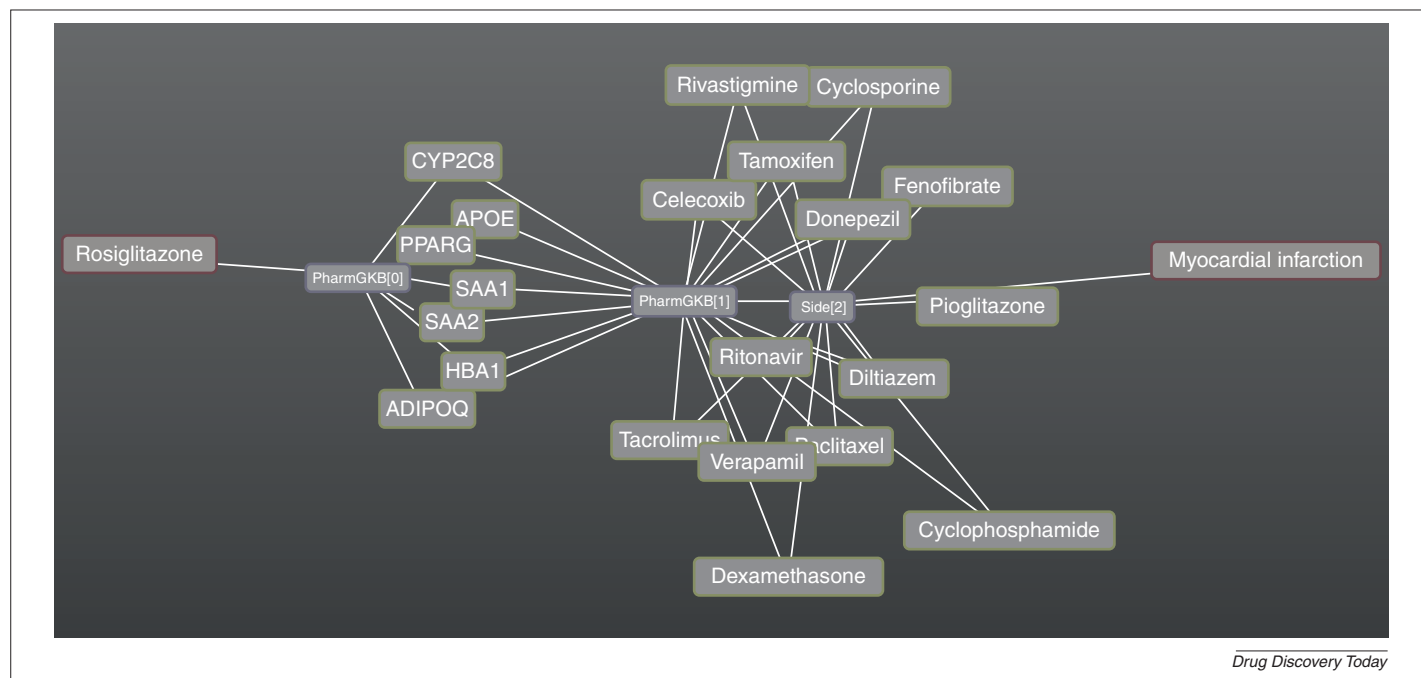 Rivastigmine
Cyclosporine
CYP2C8
Tamoxifen
Celecoxib
Fenofibrate
APOE
Donepezil
PPARG
Rosiglitazone
Myocardial infarction
PharmGKB[0]
SAA1
PharmGKB[1]
Side[2]
Pioglitazone
SAA2
Ritonavir
HBA1
Diltiazem
ADIPOQ
Tacrolimus
Paclitaxel
Verapamil
Cyclophosphamide
Dexamethasone
Drug Discovery Today